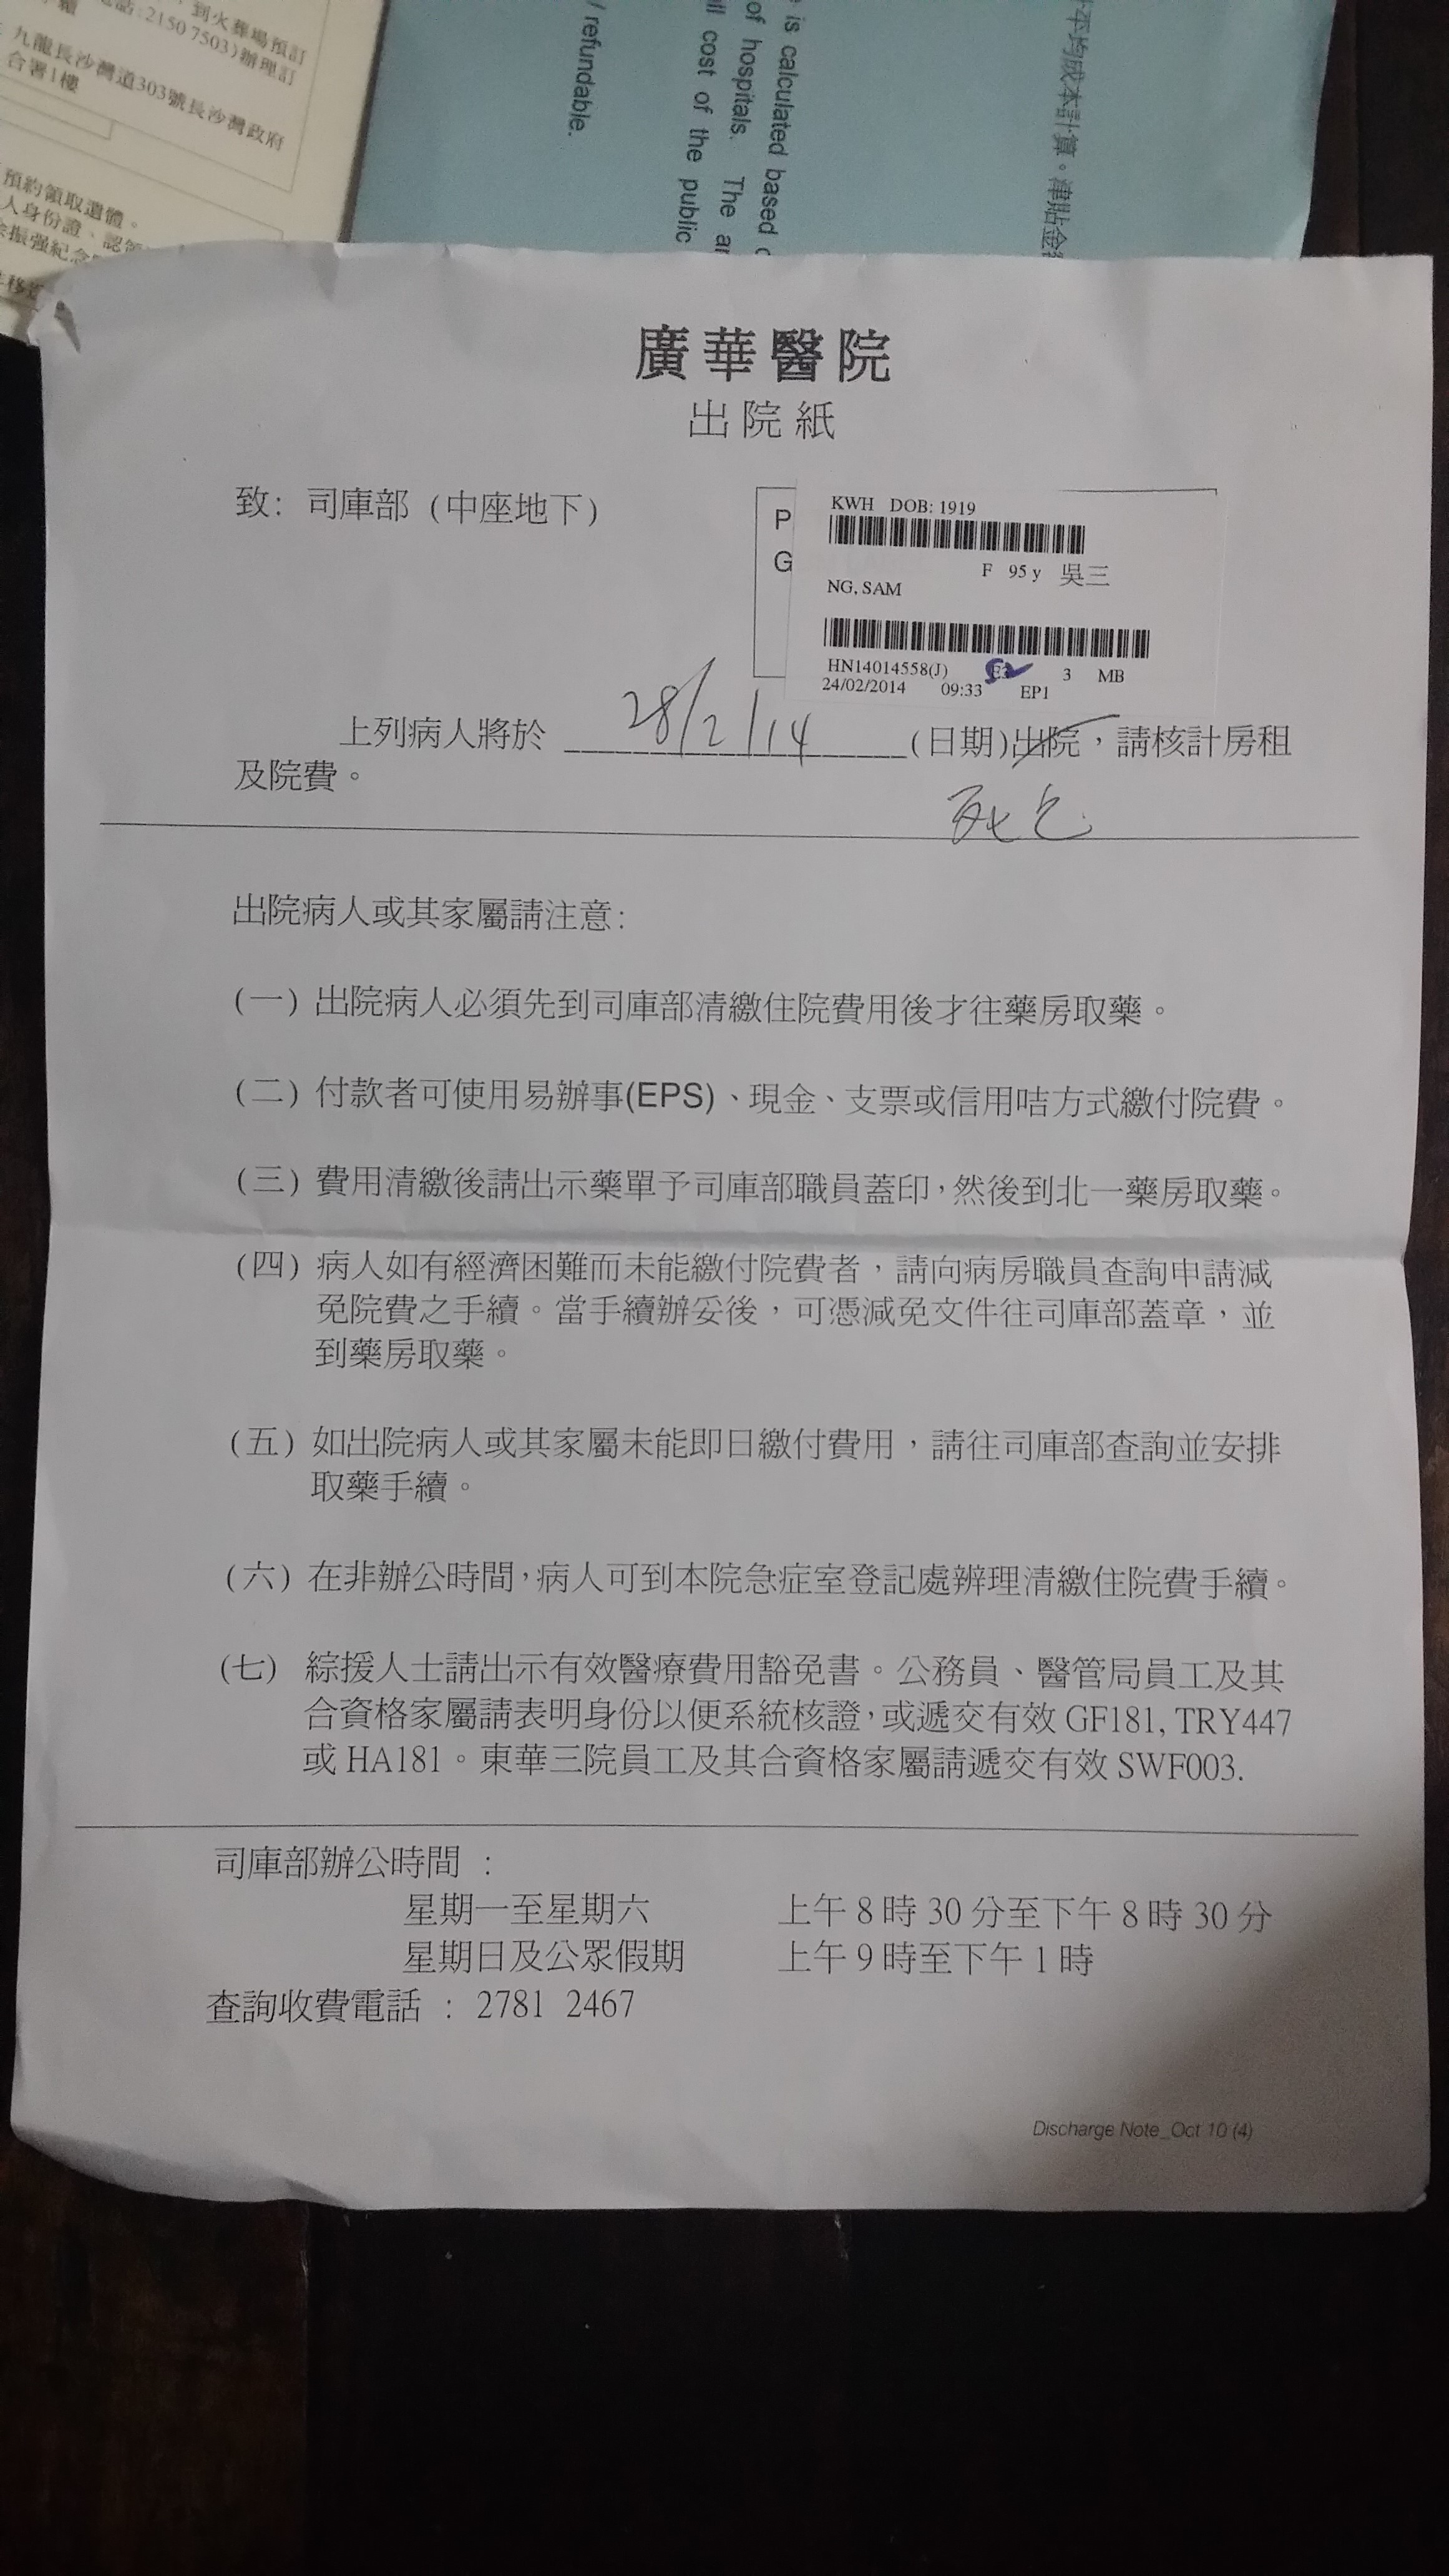 到火葬場預訂
電話:2150 7503)辦理訂
九龍長沙灣道303號長沙灣政府
合署1樓
預約領取遺體。
人身份證、認領
振强紀念
is calculated based
of hospitals. The
ll cost of the public
/ refundable.
平均成本計算。津貼金
廣華醫院
出院紙
致: 司庫部 (中座地下)
P
G
KWH DOB: 1919
F 95 y 吳三
NG, SAM
HN14014558(J) 3 MB
24/02/2014 09:33 EP1
上列病人將於 28/2/14 (日期)出院，請核計房租
及院費。
死亡
出院病人或其家屬請注意:
(一) 出院病人必須先到司庫部清繳住院費用後才往藥房取藥。
(二) 付款者可使用易辦事(EPS)、現金、支票或信用咭方式繳付院費。
(三) 費用清繳後請出示藥單予司庫部職員蓋印，然後到北一藥房取藥。
(四) 病人如有經濟困難而未能繳付院費者，請向病房職員查詢申請減
免院費之手續。當手續辦妥後，可憑減免文件往司庫部蓋章，並
到藥房取藥。
(五) 如出院病人或其家屬未能即日繳付費用，請往司庫部查詢並安排
取藥手續。
(六) 在非辦公時間，病人可到本院急症室登記處辦理清繳住院費手續。
(七) 綜援人士請出示有效醫療費用豁免書。公務員、醫管局員工及其
合資格家屬請表明身份以便系統核證，或遞交有效 GF181, TRY447
或 HA181。東華三院員工及其合資格家屬請遞交有效 SWF003.
司庫部辦公時間 :
星期一至星期六 上午 8 時 30 分至下午 8 時 30 分
星期日及公眾假期 上午 9 時至下午 1 時
查詢收費電話 : 2781 2467
Discharge Note_Oct 10 (4)